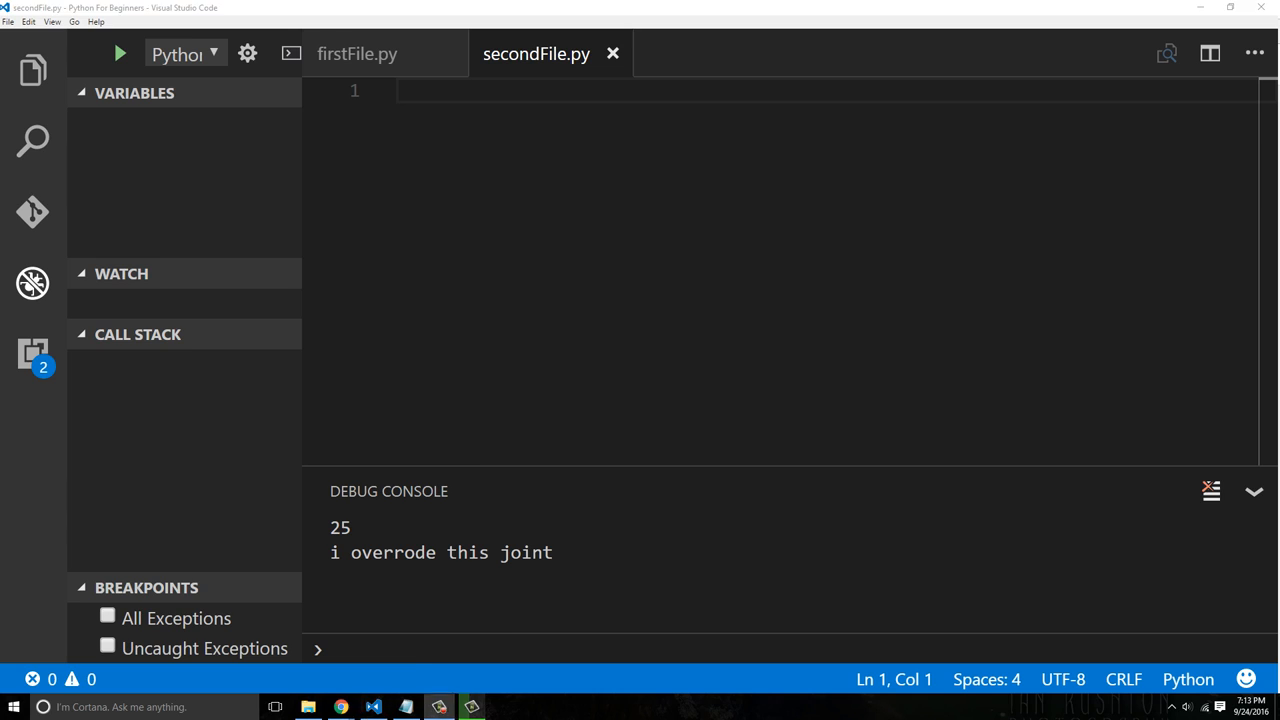 secondFile.py - Python For Beginners - Visual Studio Code
File Edit View Go Help
Python
firstFile.py
secondFile.py
VARIABLES
1
WATCH
CALL STACK
2
DEBUG CONSOLE
25
i overrode this joint
BREAKPOINTS
All Exceptions
Uncaught Exceptions
0 0
Ln 1, Col 1 Spaces: 4 UTF-8 CRLF Python
I'm Cortana. Ask me anything.
7:13 PM
9/24/2016